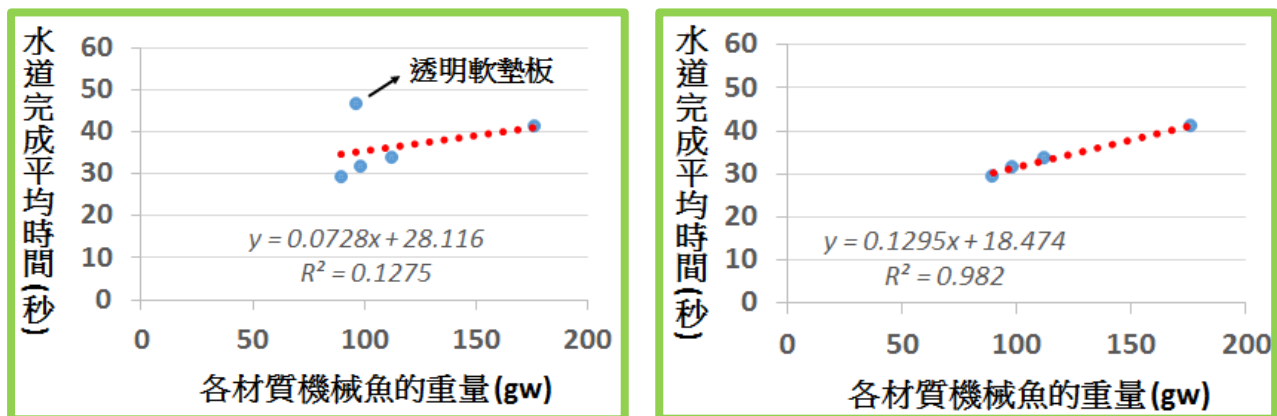 水道完成平均時間(秒)
60
50
40
30
20
10
0
透明軟墊板
y = 0.0728x + 28.116
R² = 0.1275
0 50 100 150 200
各材質機械魚的重量(gw)
水道完成平均時間(秒)
60
50
40
30
20
10
0
y = 0.1295x + 18.474
R² = 0.982
0 50 100 150 200
各材質機械魚的重量(gw)